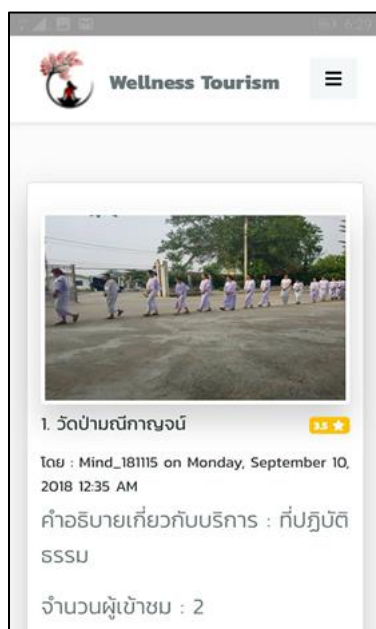 6:29
Wellness Tourism
1. วัดป่ามณีกาญจน์
3.5
โดย : Mind_181115 on Monday, September 10,
2018 12:35 AM
คำอธิบายเกี่ยวกับบริการ : ที่ปฏิบัติ
ธรรม
จำนวนผู้เข้าชม : 2